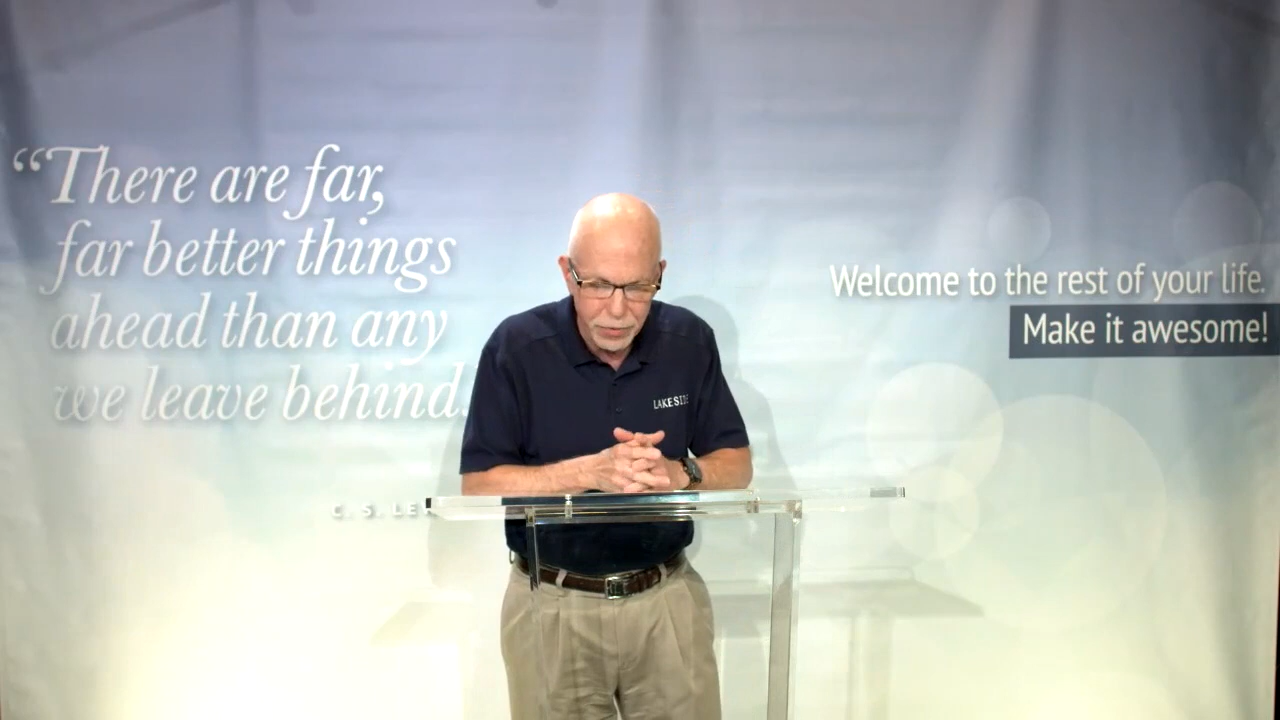 “There are far,
far better things
ahead than any
we leave behind.
C. S. LE
Welcome to the rest of your life.
Make it awesome!
LAKESIDE